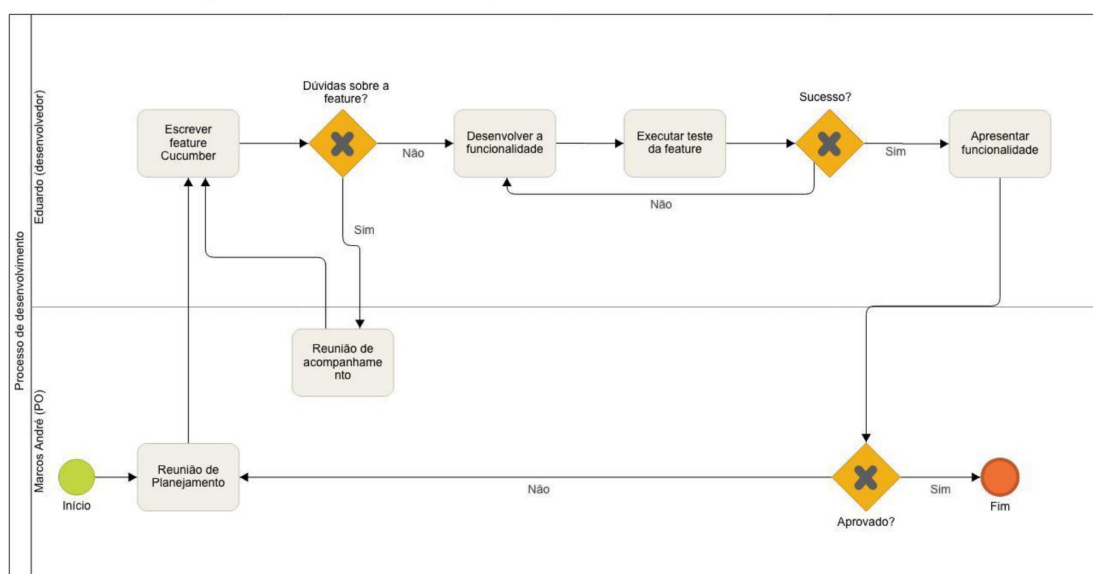 Processo de desenvolvimento
Eduardo (desenvolvedor)
Escrever
feature
Cucumber
Dúvidas sobre a
feature?
Não
Sim
Desenvolver a
funcionalidade
Executar teste
da feature
Sucesso?
Sim
Não
Apresentar
funcionalidade
Marcos André (PO)
Reunião de
acompanhame
nto
Início
Reunião de
Planejamento
Não
Aprovado?
Sim
Fim